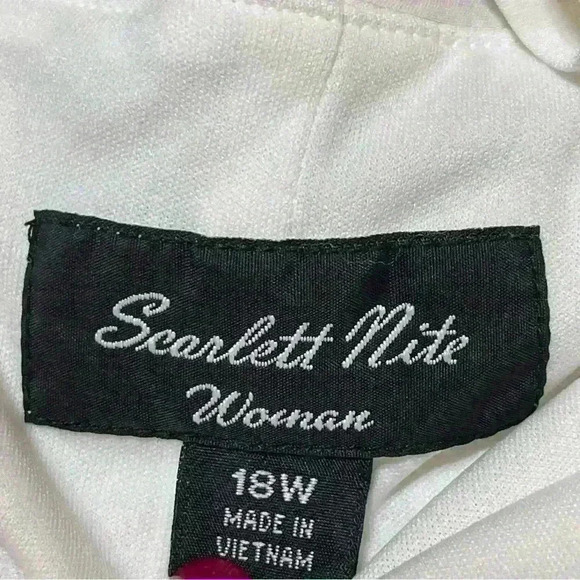 Scarlett Nite
Woman
18W
MADE IN
VIETNAM